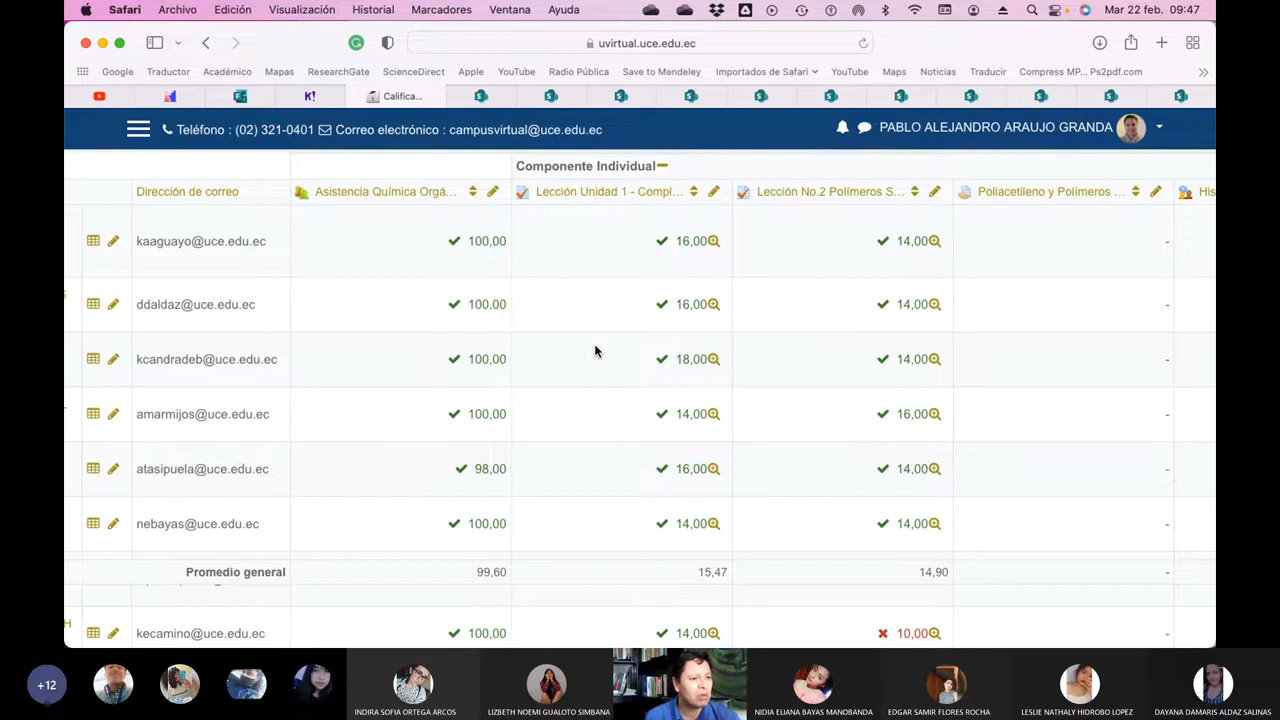 Safari Archivo Edición Visualización Historial Marcadores Ventana Ayuda Mar 22 feb. 09:47
uvirtual.uce.edu.ec
Google Traductor Académico Mapas ResearchGate ScienceDirect Apple YouTube Radio Pública Save to Mendeley Importados de Safari YouTube Maps Noticias Traducir Compress MP... Ps2pdf.com
K! Califica...
Teléfono : (02) 321-0401 Correo electrónico : campusvirtual@uce.edu.ec PABLO ALEJANDRO ARAUJO GRANDA
Componente Individual
Dirección de correo Asistencia Química Orgá... Lección Unidad 1 - Compl... Lección No.2 Polímeros S... Poliacetileno y Polímeros ... His
kaaguayo@uce.edu.ec 100,00 16,00 14,00 -
ddaldaz@uce.edu.ec 100,00 16,00 14,00 -
kcandradeb@uce.edu.ec 100,00 18,00 14,00 -
amarmijos@uce.edu.ec 100,00 14,00 16,00 -
atasipuela@uce.edu.ec 98,00 16,00 14,00 -
nebayas@uce.edu.ec 100,00 14,00 14,00 -
Promedio general 99,60 15,47 14,90 -
H kecamino@uce.edu.ec 100,00 14,00 10,00 -
+12 INDIRA SOFIA ORTEGA ARCOS LIZBETH NOEMI GUALOTO SIMBANA NIDIA ELIANA BAYAS MANOBANDA EDGAR SAMIR FLORES ROCHA LESLIE NATHALY HIDROBO LOPEZ DAYANA DAMARIS ALDAZ SALINAS